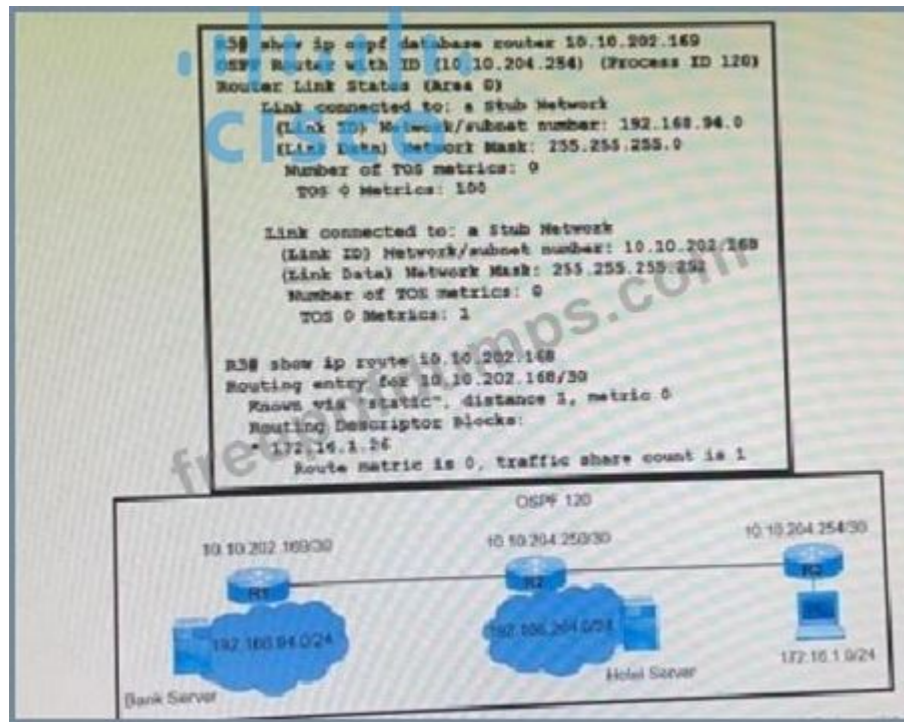 cisco
R3# show ip ospf database router 10.10.202.169
OSPF Router with ID (10.10.204.254) (Process ID 120)
Router Link States (Area 0)
Link connected to: a Stub Network
(Link ID) Network/subnet number: 192.168.94.0
(Link Data) Network Mask: 255.255.255.0
Number of TOS metrics: 0
TOS 0 Metrics: 100
Link connected to: a Stub Network
(Link ID) Network/subnet number: 10.10.202.168
(Link Data) Network Mask: 255.255.255.252
Number of TOS metrics: 0
TOS 0 Metrics: 1
R3# show ip route 10.10.202.168
Routing entry for 10.10.202.168/30
Known via "static", distance 1, metric 0
Routing Descriptor Blocks:
* 172.16.1.26
Route metric is 0, traffic share count is 1
OSPF 120
10.10.202.169/30
10.10.204.250/30
10.10.204.254/30
R1
R2
192.168.94.0/24
172.16.1.0/24
Bank Server
Hotel Server